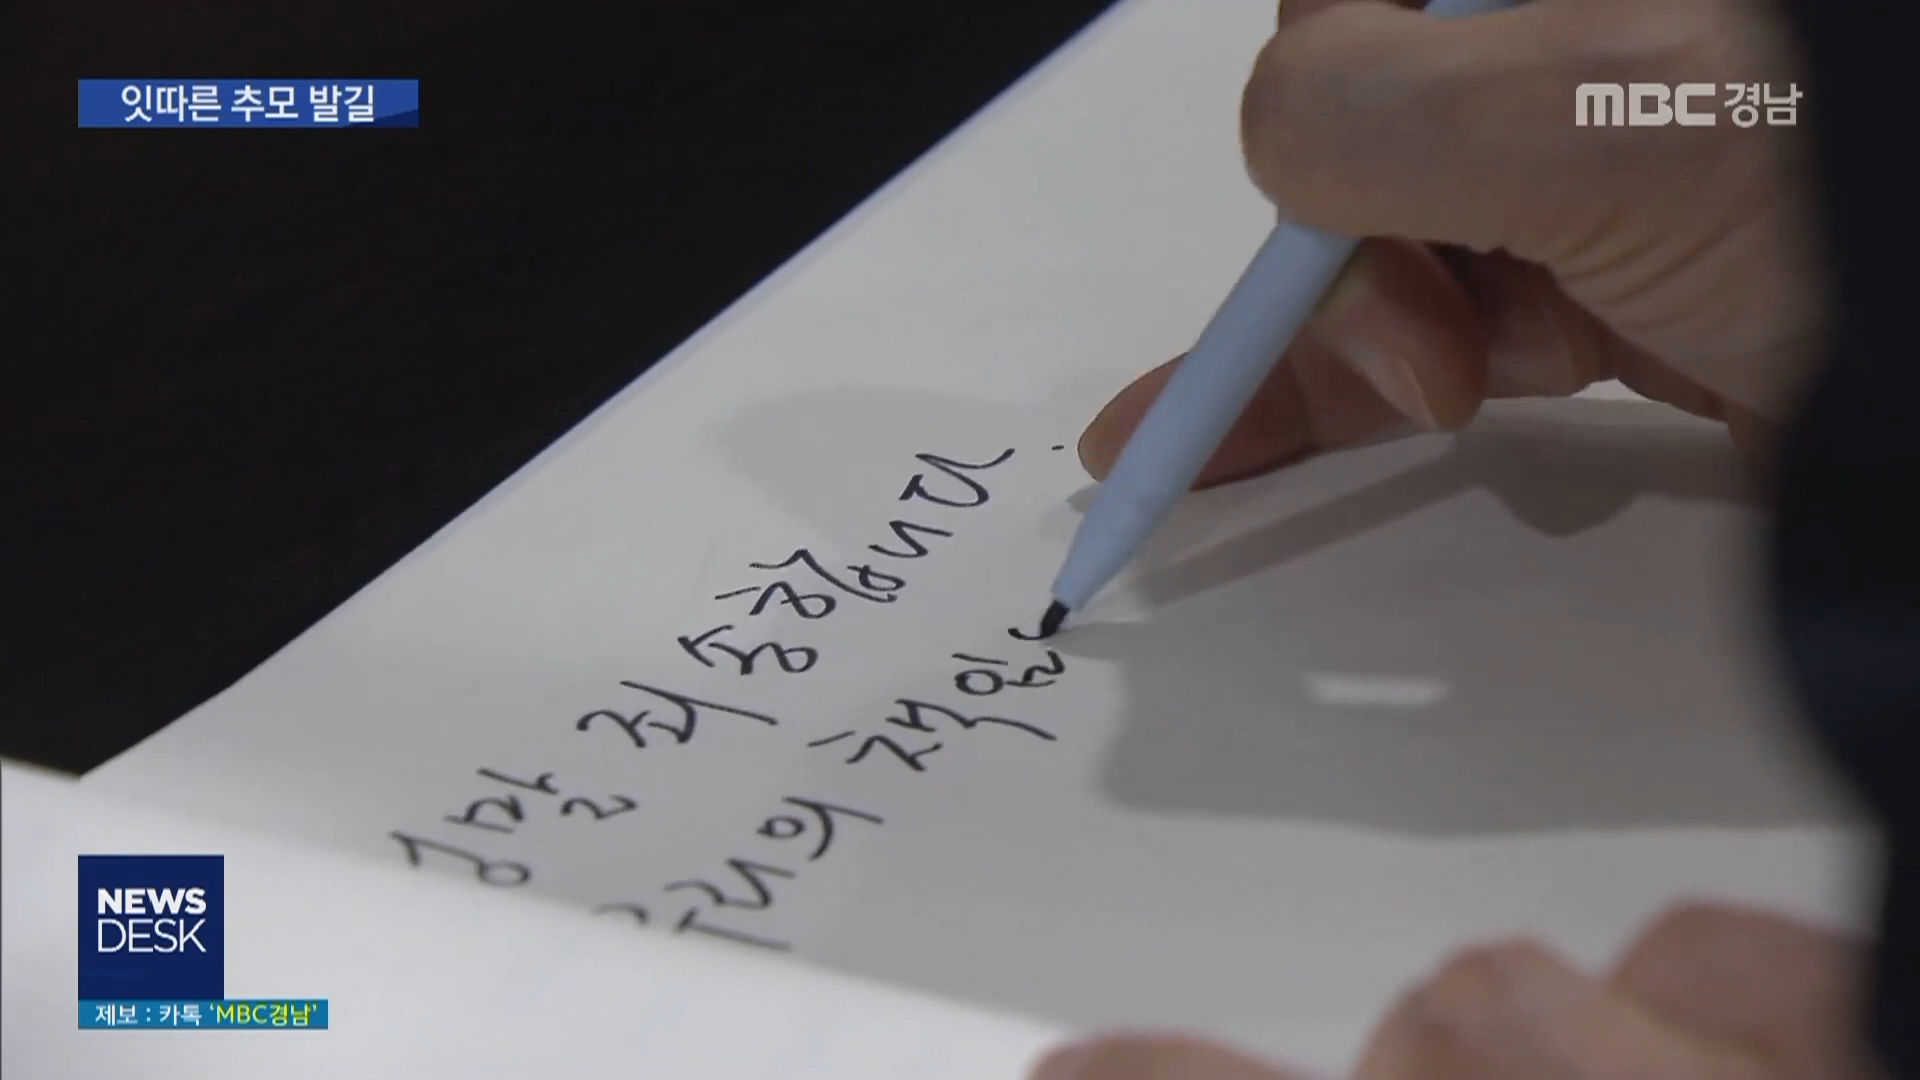 잇따른 추모 발길
MBC경남
정말 죄송합니다.
의 책임
NEWS
DESK
제보 : 카톡 'MBC경남'